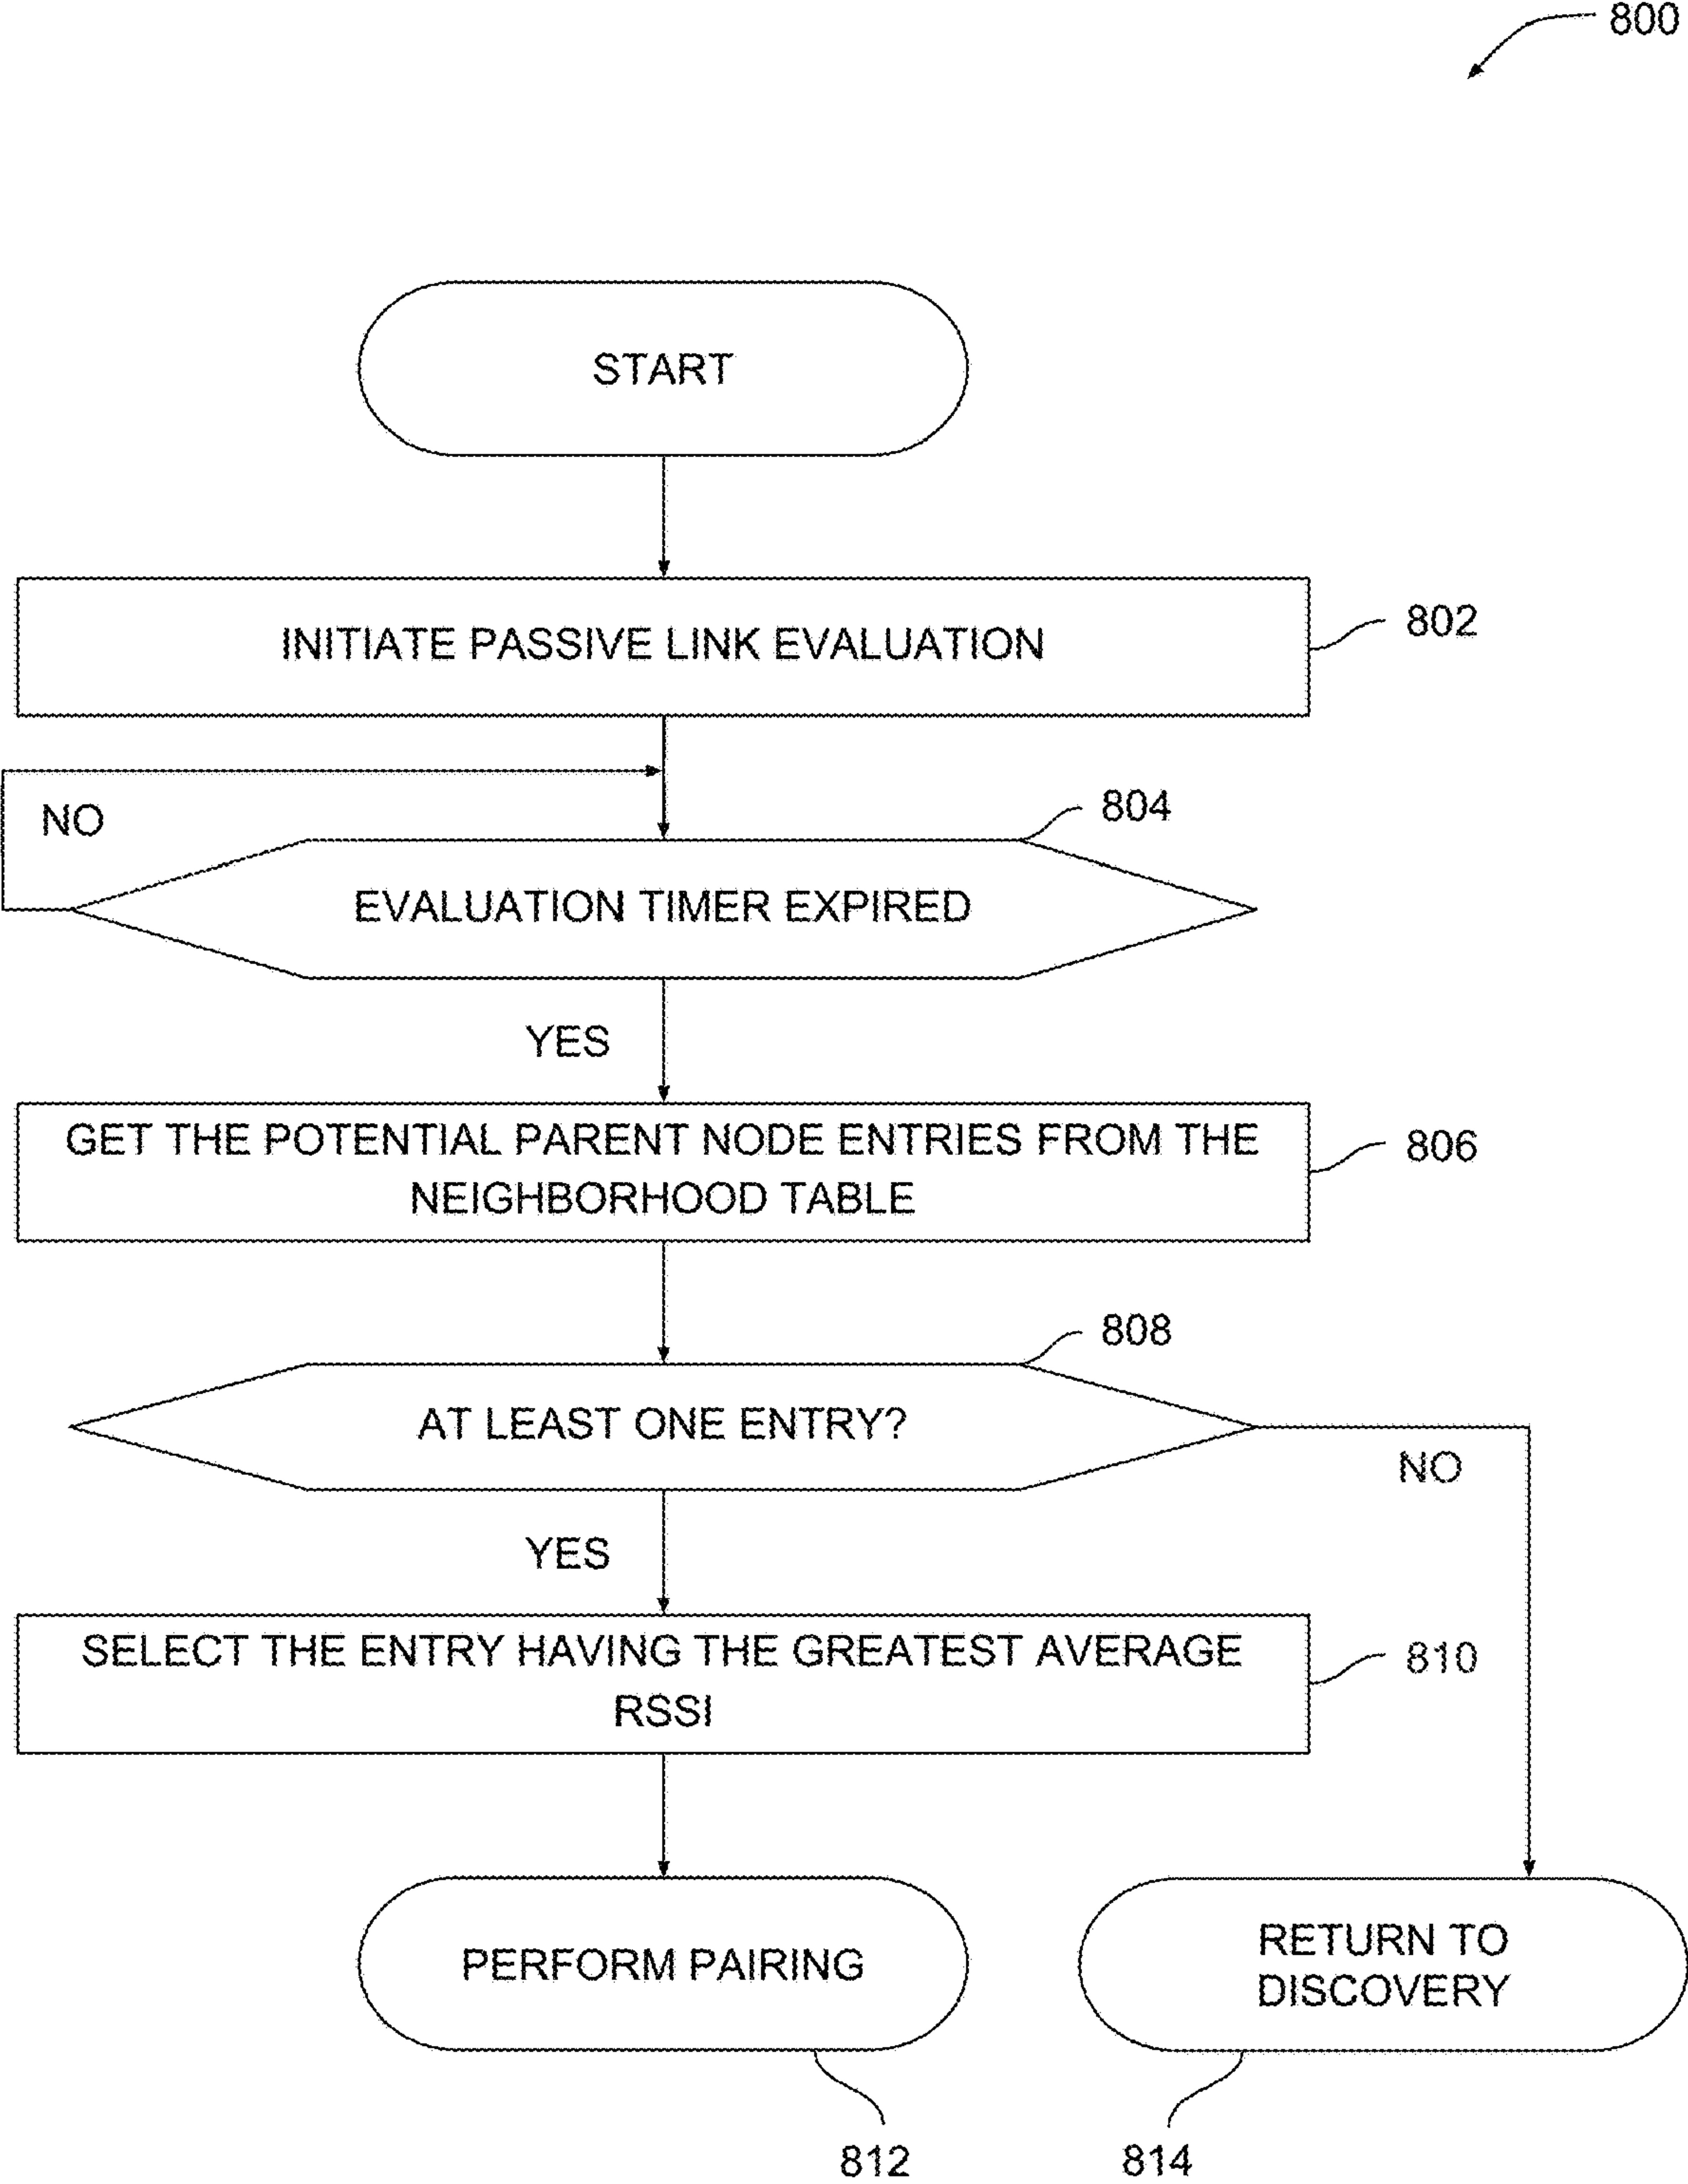 800
START
INITIATE PASSIVE LINK EVALUATION
802
NO
804
EVALUATION TIMER EXPIRED
YES
GET THE POTENTIAL PARENT NODE ENTRIES FROM THE
NEIGHBORHOOD TABLE
806
808
AT LEAST ONE ENTRY?
NO
YES
SELECT THE ENTRY HAVING THE GREATEST AVERAGE
RSSI
810
PERFORM PAIRING
RETURN TO
DISCOVERY
812
814